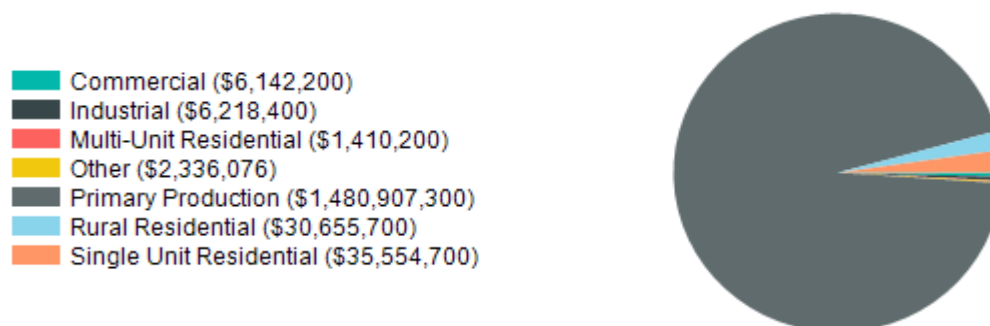 Commercial ($6,142,200)
Industrial ($6,218,400)
Multi-Unit Residential ($1,410,200)
Other ($2,336,076)
Primary Production ($1,480,907,300)
Rural Residential ($30,655,700)
Single Unit Residential ($35,554,700)